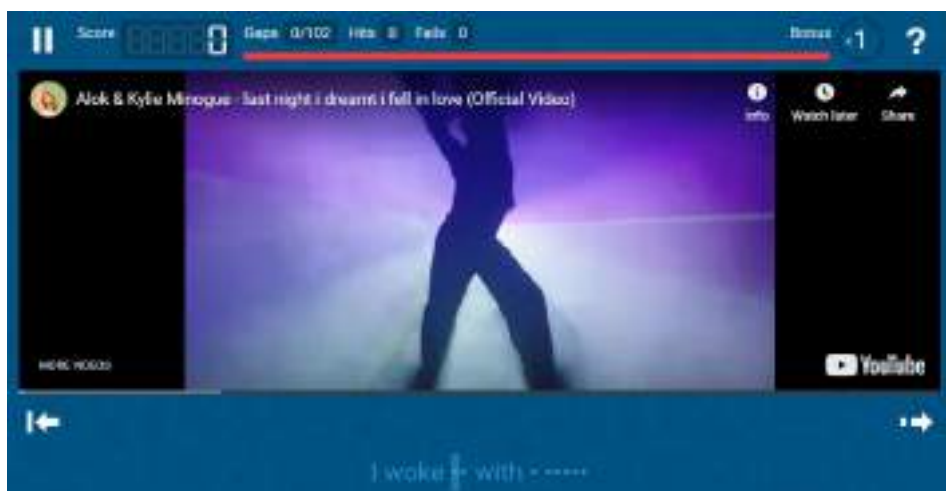 Score 0 Gaps 0/102 Hits 0 Fails 0 Bonus ·1 ?
Alok & Kylie Minogue - last night i dreamt i fell in love (Official Video)
Info Watch later Share
MORE VIDEOS YouTube
I woke -- with - -----